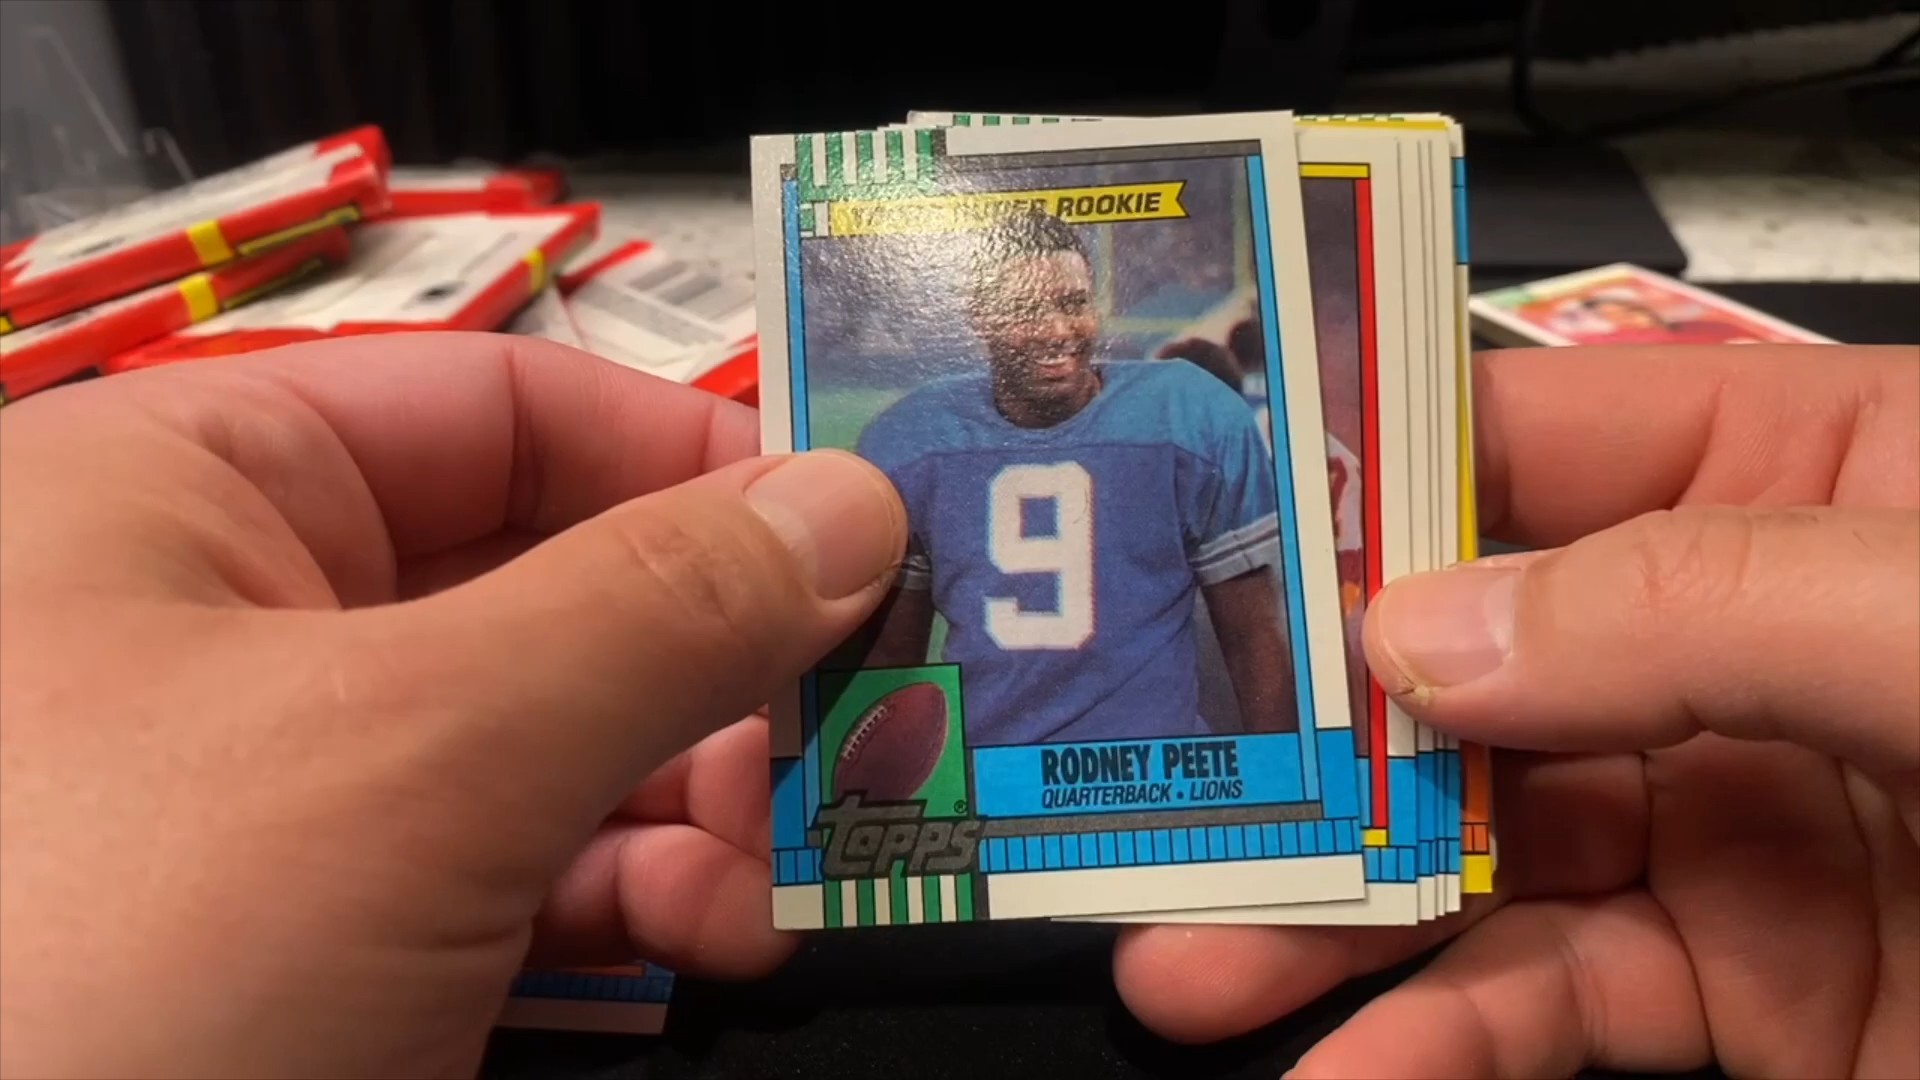 ROOKIE
9
RODNEY PEETE
QUARTERBACK • LIONS
topps®